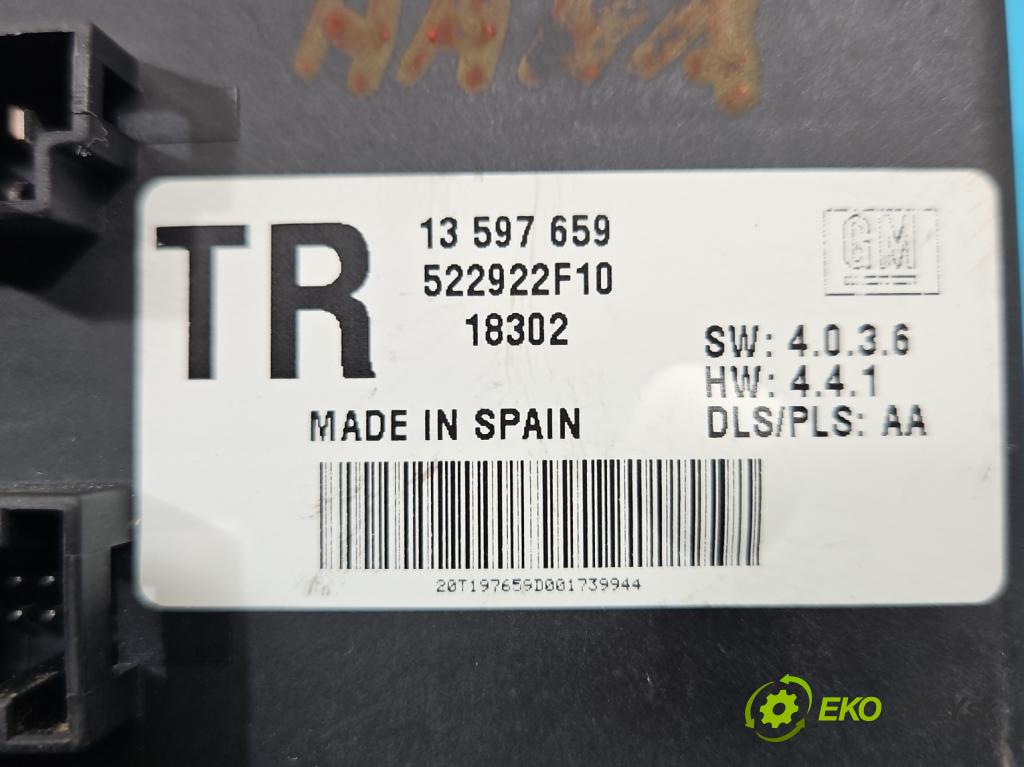 TR
13 597 659
522922F10
18302
GM
SW: 4.0.3.6
HW: 4.4.1
DLS/PLS: AA
MADE IN SPAIN
20T197659D001739944
EKO